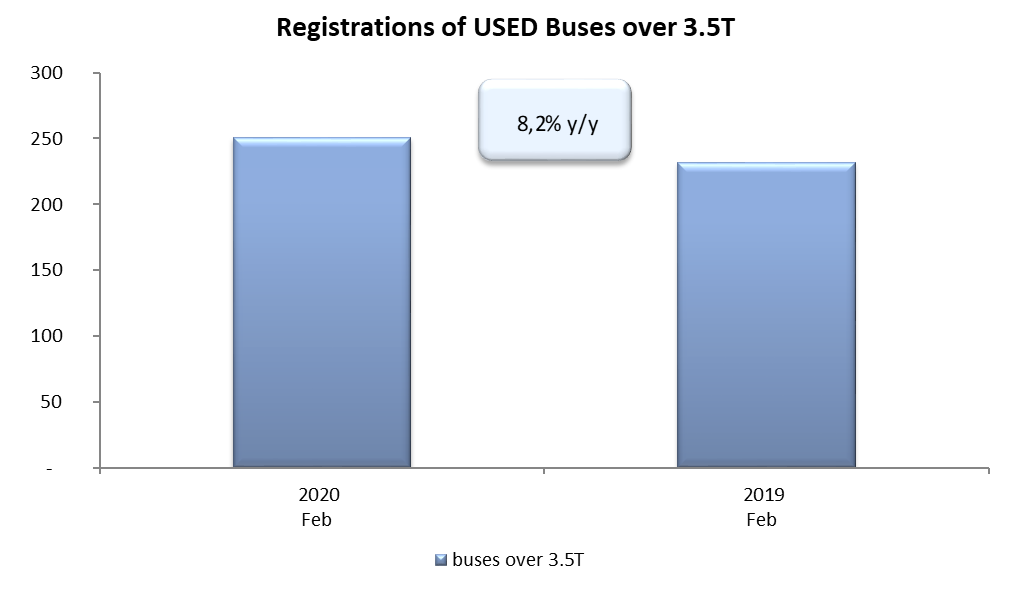 Registrations of USED Buses over 3.5T
300
8,2% y/y
250
200
150
100
50
-
2020 2019
Feb Feb
buses over 3.5T